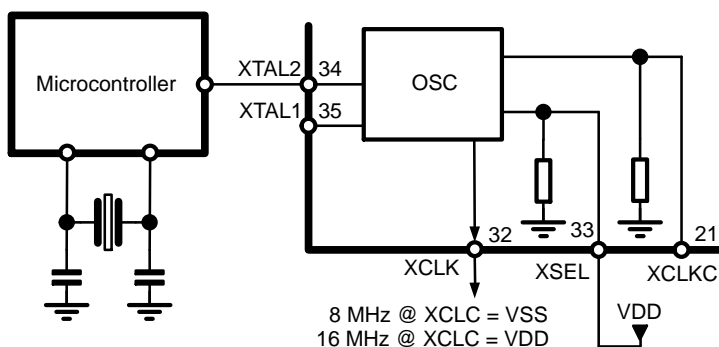 Microcontroller
XTAL2
34
OSC
XTAL1
35
32
33
21
XCLK
XSEL
XCLKC
8 MHz @ XCLC = VSS
16 MHz @ XCLC = VDD
VDD